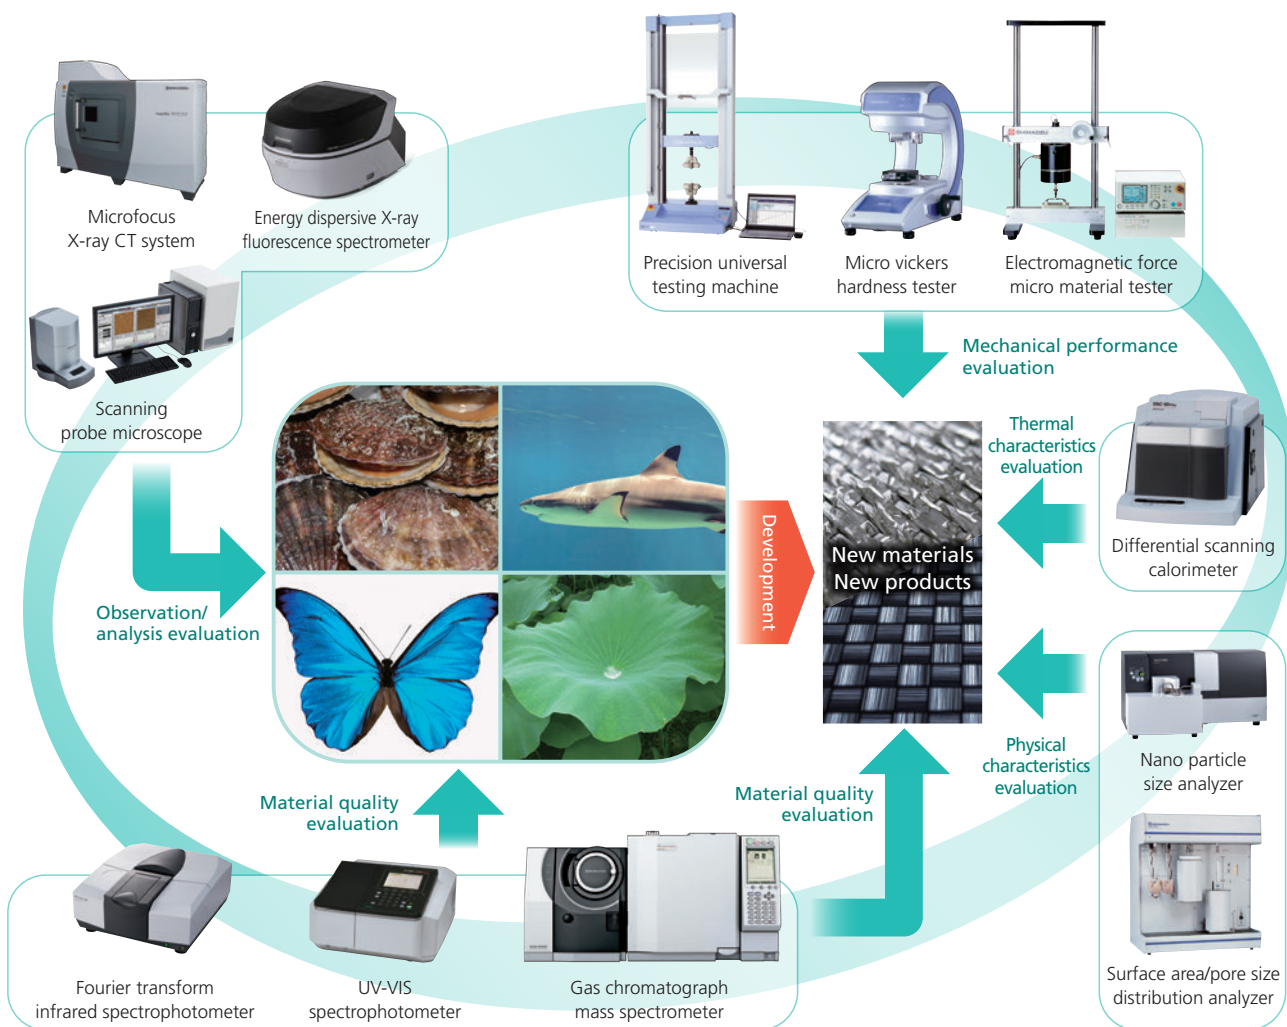 Microfocus
X-ray CT system
Energy dispersive X-ray
fluorescence spectrometer
Scanning
probe microscope
Precision universal
testing machine
Micro vickers
hardness tester
SHIMADZU
Electromagnetic force
micro material tester
Mechanical performance
evaluation
Thermal
characteristics
evaluation
Differential scanning
calorimeter
Observation/
analysis evaluation
Development
New materials
New products
Physical
characteristics
evaluation
Nano particle
size analyzer
Material quality
evaluation
Material quality
evaluation
Surface area/pore size
distribution analyzer
Fourier transform
infrared spectrophotometer
UV-VIS
spectrophotometer
Gas chromatograph
mass spectrometer